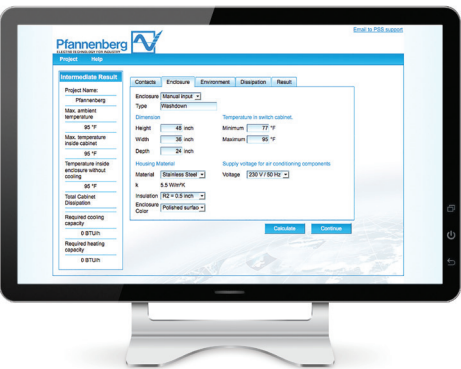 Email to PSS support
Pfannenberg
ELECTRO-TECHNOLOGY FOR INDUSTRY
Project Help
Intermediate Result
Project Name:
Pfannenberg
Max. ambient
temperature
95 °F
Max. temperature
inside cabinet
95 °F
Temperature inside
enclosure without
cooling
95 °F
Total Cabinet
Dissipation
Required cooling
capacity
0 BTU/h
Required heating
capacity
0 BTU/h
Contacts Enclosure Environment Dissipation Result
Enclosure Manual input
Type Washdown
Dimension Temperature in switch cabinet.
Height 48 inch Minimum 77 °F
Width 36 inch Maximum 95 °F
Depth 24 inch
Housing Material Supply voltage for air conditioning components
Material Stainless Steel Voltage 230 V / 50 Hz
k 5.5 W/m²K
Insulation R2 = 0.5 inch
Enclosure
Color Polished surfac
Calculate Continue